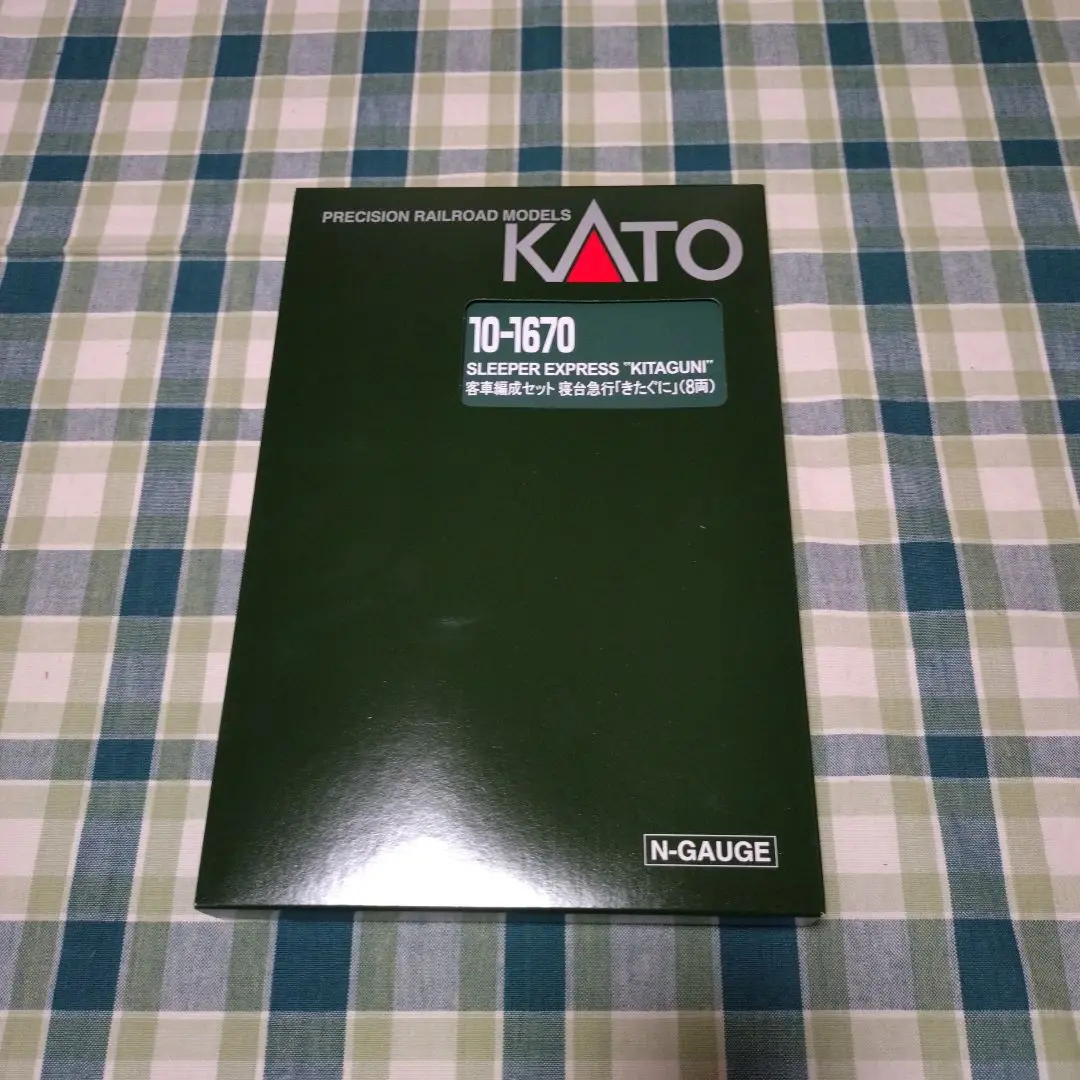 PRECISION RAILROAD MODELS
KATO
10-1670
SLEEPER EXPRESS "KITAGUNI"
客車編成セット 寝台急行「きたぐに」(8両)
N-GAUGE